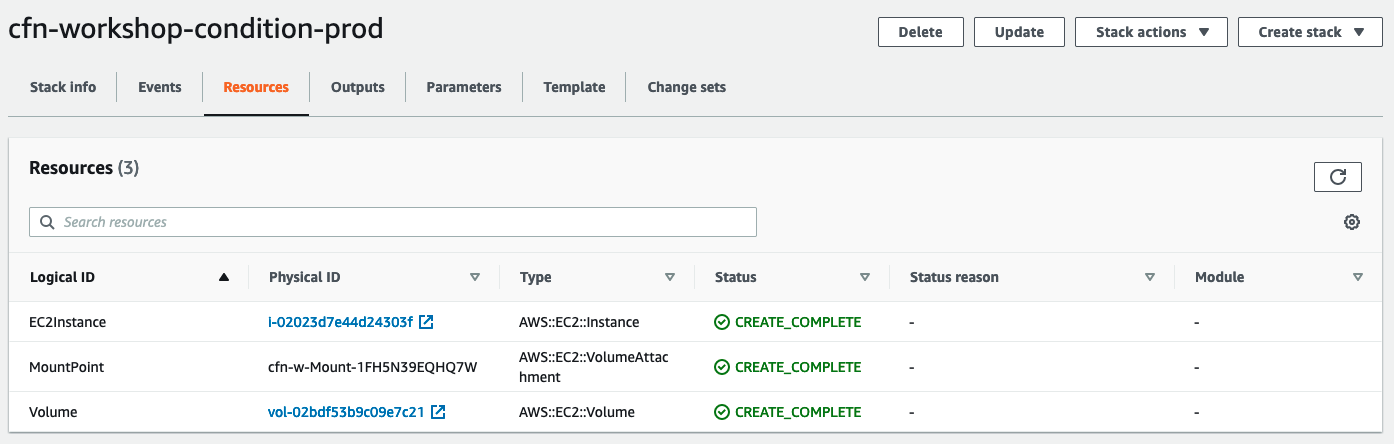 cfn-workshop-condition-prod
Delete
Update
Stack actions
Create stack
Stack info
Events
Resources
Outputs
Parameters
Template
Change sets
Resources (3)
Search resources
Logical ID
Physical ID
Type
Status
Status reason
Module
EC2Instance
i-02023d7e44d24303f
AWS::EC2::Instance
CREATE_COMPLETE
-
-
MountPoint
cfn-w-Mount-1FH5N39EQHQ7W
AWS::EC2::VolumeAttac
hment
CREATE_COMPLETE
-
-
Volume
vol-02bdf53b9c09e7c21
AWS::EC2::Volume
CREATE_COMPLETE
-
-